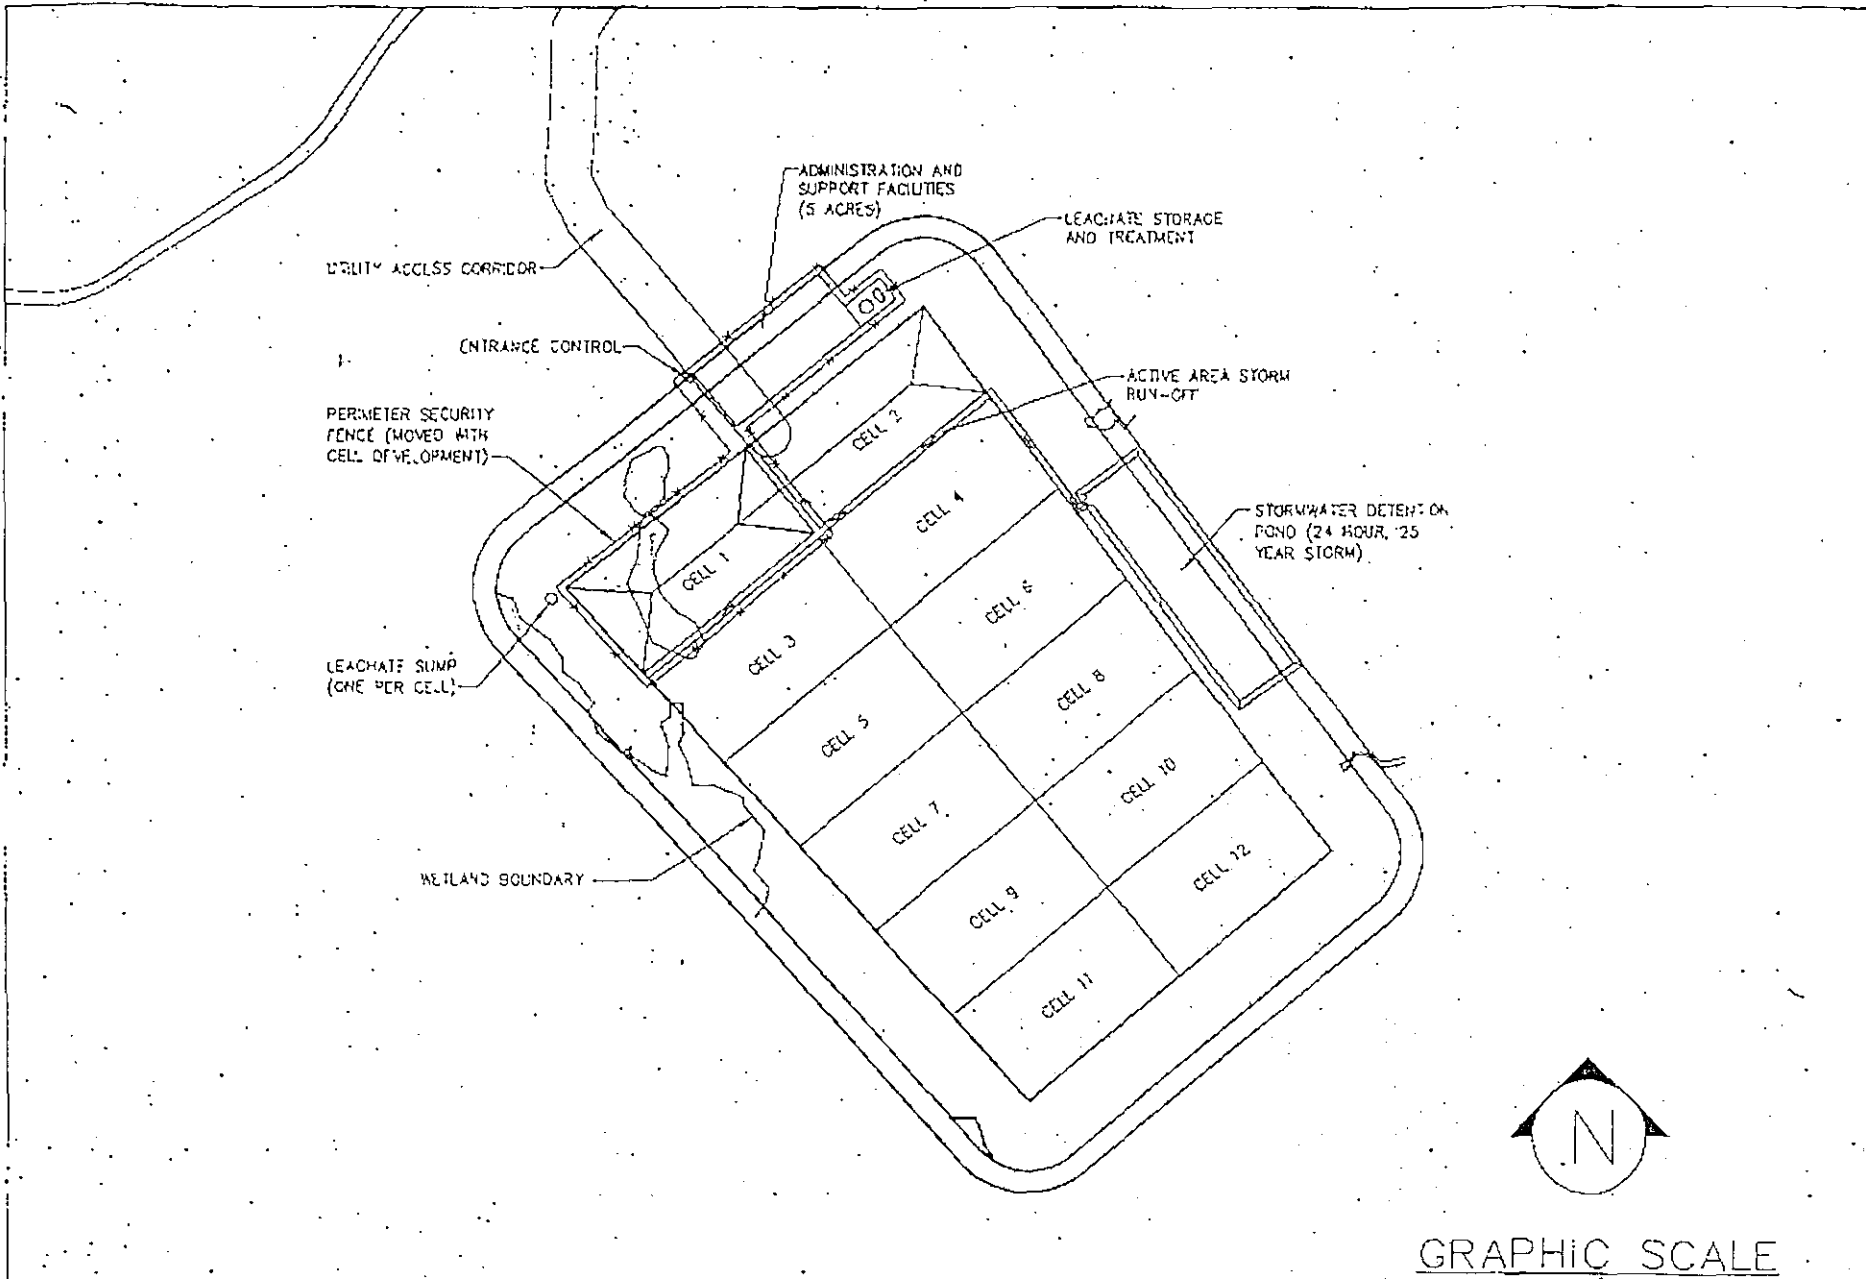 ADMINISTRATION AND
SUPPORT FACILITIES
(5 ACRES)
LEACHATE STORAGE
AND TREATMENT
UTILITY ACCESS CORRIDOR
ENTRANCE CONTROL
ACTIVE AREA STORM
RUN-OFF
PERIMETER SECURITY
FENCE (MOVED WITH
CELL DEVELOPMENT)
CELL 2
CELL 4
STORMWATER DETENTION
POND (24 HOUR, 25
YEAR STORM)
CELL 1
CELL 6
CELL 3
LEACHATE SUMP
(ONE PER CELL)
CELL 8
CELL 5
CELL 10
CELL 7
WETLAND BOUNDARY
CELL 12
CELL 9
CELL 11
N
GRAPHIC SCALE